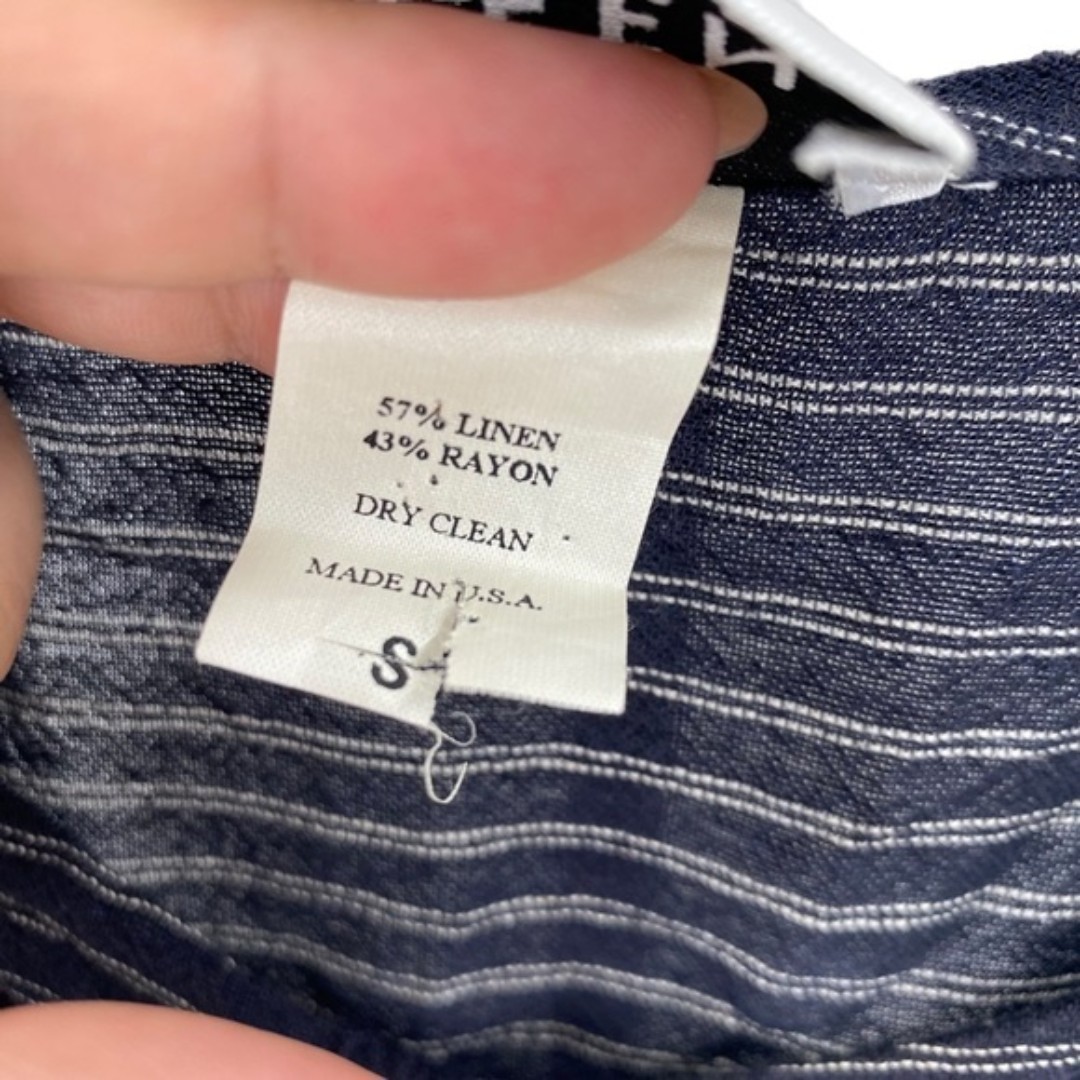 57% LINEN
43% RAYON
DRY CLEAN
MADE IN U.S.A.
S